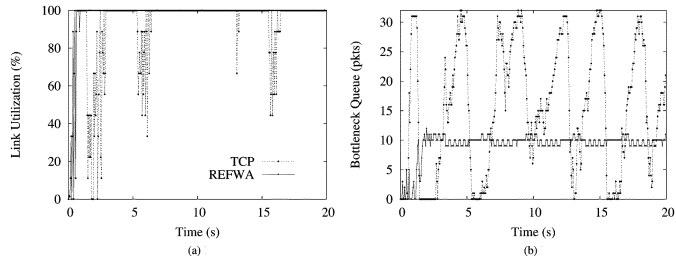 100
80
60
40
20
0
Link Utilization (%)
TCP
REFWA
0 5 10 15 20
Time (s)
(a)
30
25
20
15
10
5
0
Bottleneck Queue (pkts)
0 5 10 15 20
Time (s)
(b)